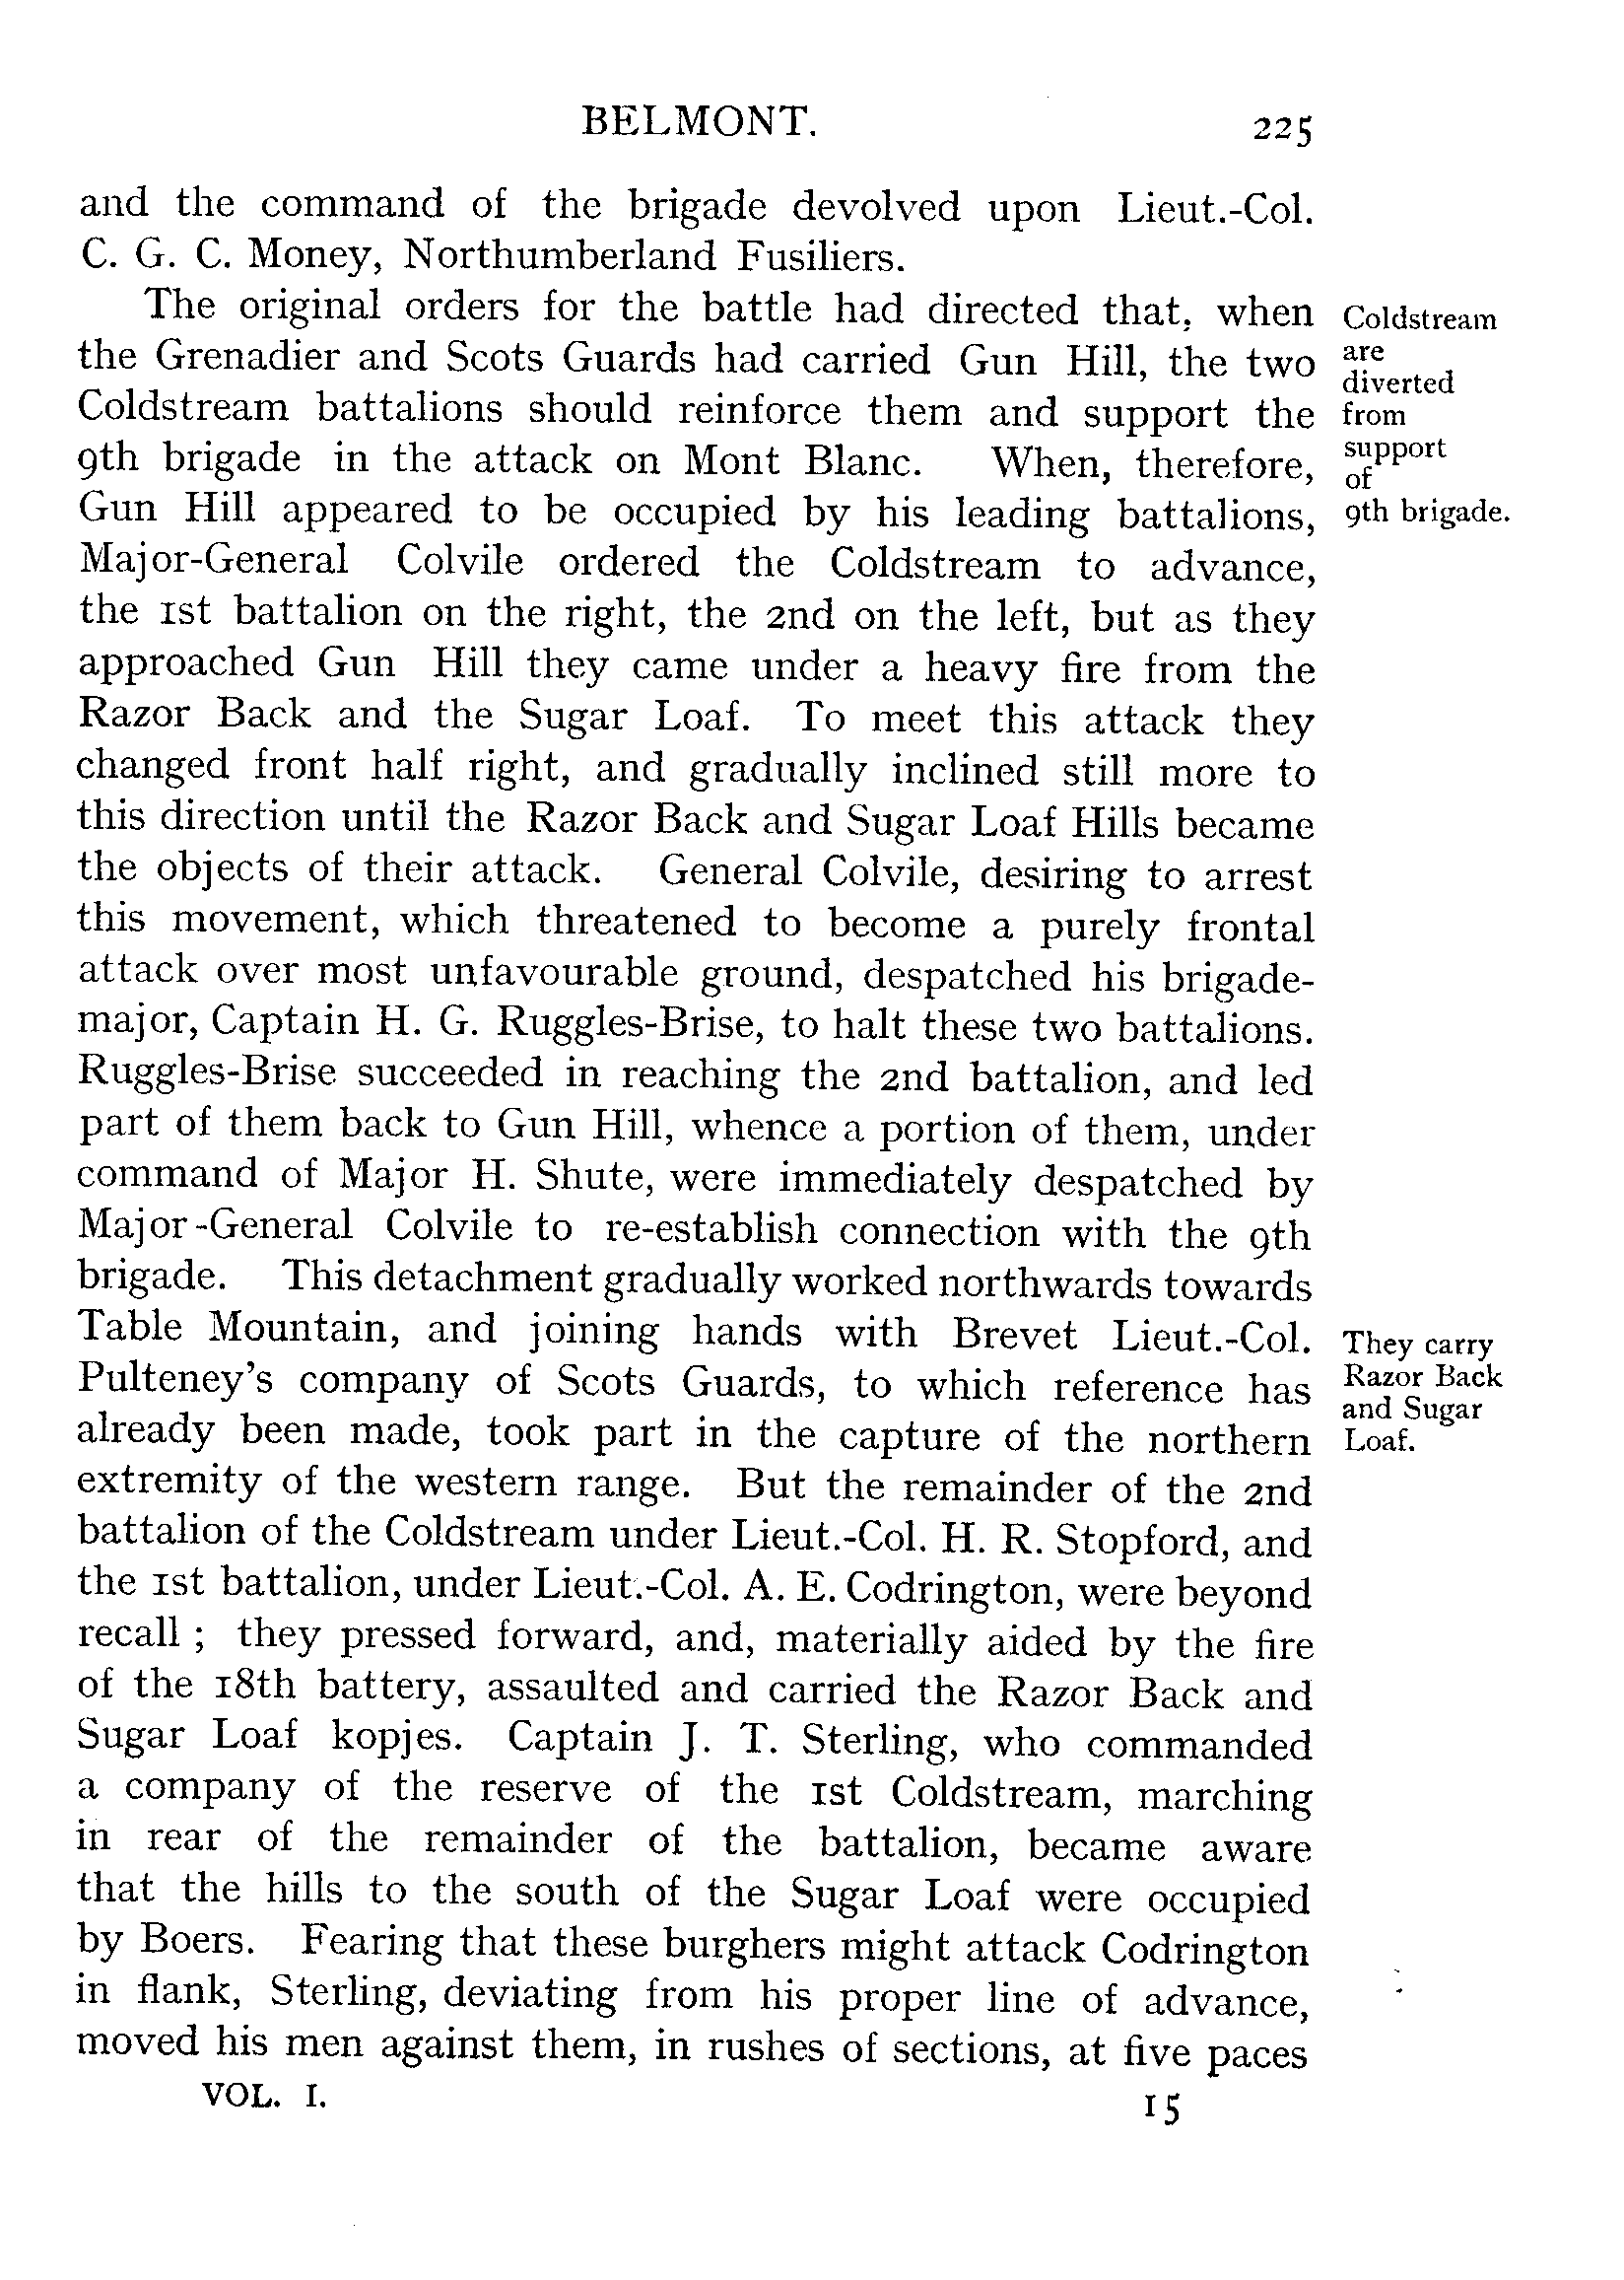 BELMONT. 225
and the command of the brigade devolved upon Lieut.-Col.
C. G. C. Money, Northumberland Fusiliers.
The original orders for the battle had directed that, when
the Grenadier and Scots Guards had carried Gun Hill, the two
Coldstream battalions should reinforce them and support the
9th brigade in the attack on Mont Blanc. When, therefore,
Gun Hill appeared to be occupied by his leading battalions,
Major-General Colvile ordered the Coldstream to advance,
the 1st battalion on the right, the 2nd on the left, but as they
approached Gun Hill they came under a heavy fire from the
Razor Back and the Sugar Loaf. To meet this attack they
changed front half right, and gradually inclined still more to
this direction until the Razor Back and Sugar Loaf Hills became
the objects of their attack. General Colvile, desiring to arrest
this movement, which threatened to become a purely frontal
attack over most unfavourable ground, despatched his brigade-
major, Captain H. G. Ruggles-Brise, to halt these two battalions.
Ruggles-Brise succeeded in reaching the 2nd battalion, and led
part of them back to Gun Hill, whence a portion of them, under
command of Major H. Shute, were immediately despatched by
Major-General Colvile to re-establish connection with the 9th
brigade. This detachment gradually worked northwards towards
Table Mountain, and joining hands with Brevet Lieut.-Col.
Pulteney's company of Scots Guards, to which reference has
already been made, took part in the capture of the northern
extremity of the western range. But the remainder of the 2nd
battalion of the Coldstream under Lieut.-Col. H. R. Stopford, and
the 1st battalion, under Lieut.-Col. A. E. Codrington, were beyond
recall ; they pressed forward, and, materially aided by the fire
of the 18th battery, assaulted and carried the Razor Back and
Sugar Loaf kopjes. Captain J. T. Sterling, who commanded
a company of the reserve of the 1st Coldstream, marching
in rear of the remainder of the battalion, became aware
that the hills to the south of the Sugar Loaf were occupied
by Boers. Fearing that these burghers might attack Codrington
in flank, Sterling, deviating from his proper line of advance,
moved his men against them, in rushes of sections, at five paces
VOL. I. 15
Coldstream
are
diverted
from
support
of
9th brigade.
They carry
Razor Back
and Sugar
Loaf.